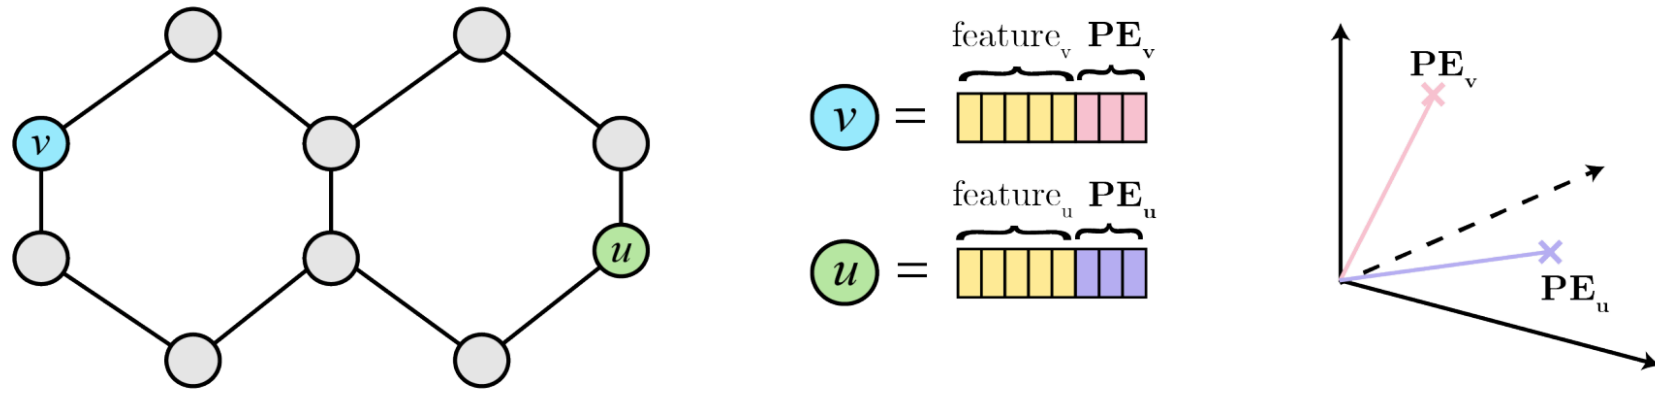 v
u
feature_v PE_v
v =
feature_u PE_u
u =
PE_v
PE_u